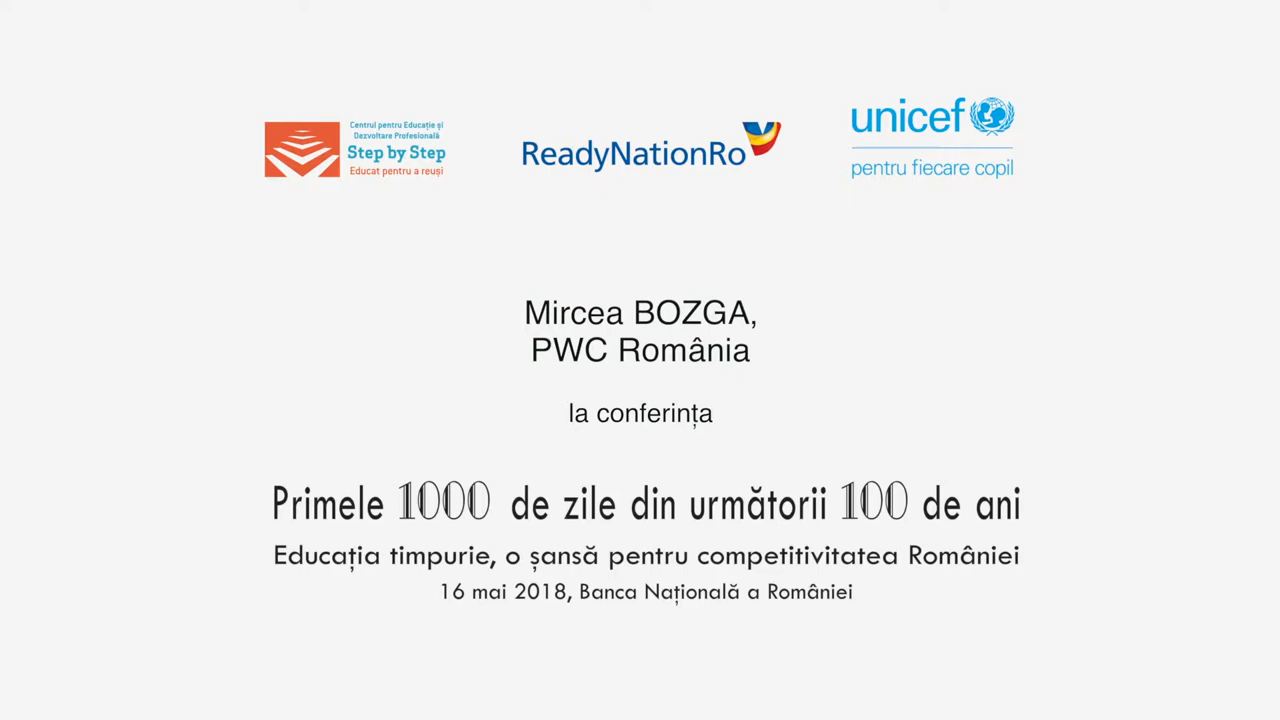 Centrul pentru Educație și
Dezvoltare Profesională
Step by Step
Educat pentru a reuși
ReadyNationRo
unicef
pentru fiecare copil
Mircea BOZGA,
PWC România
la conferința
Primele 1000 de zile din următorii 100 de ani
Educația timpurie, o șansă pentru competitivitatea României
16 mai 2018, Banca Națională a României